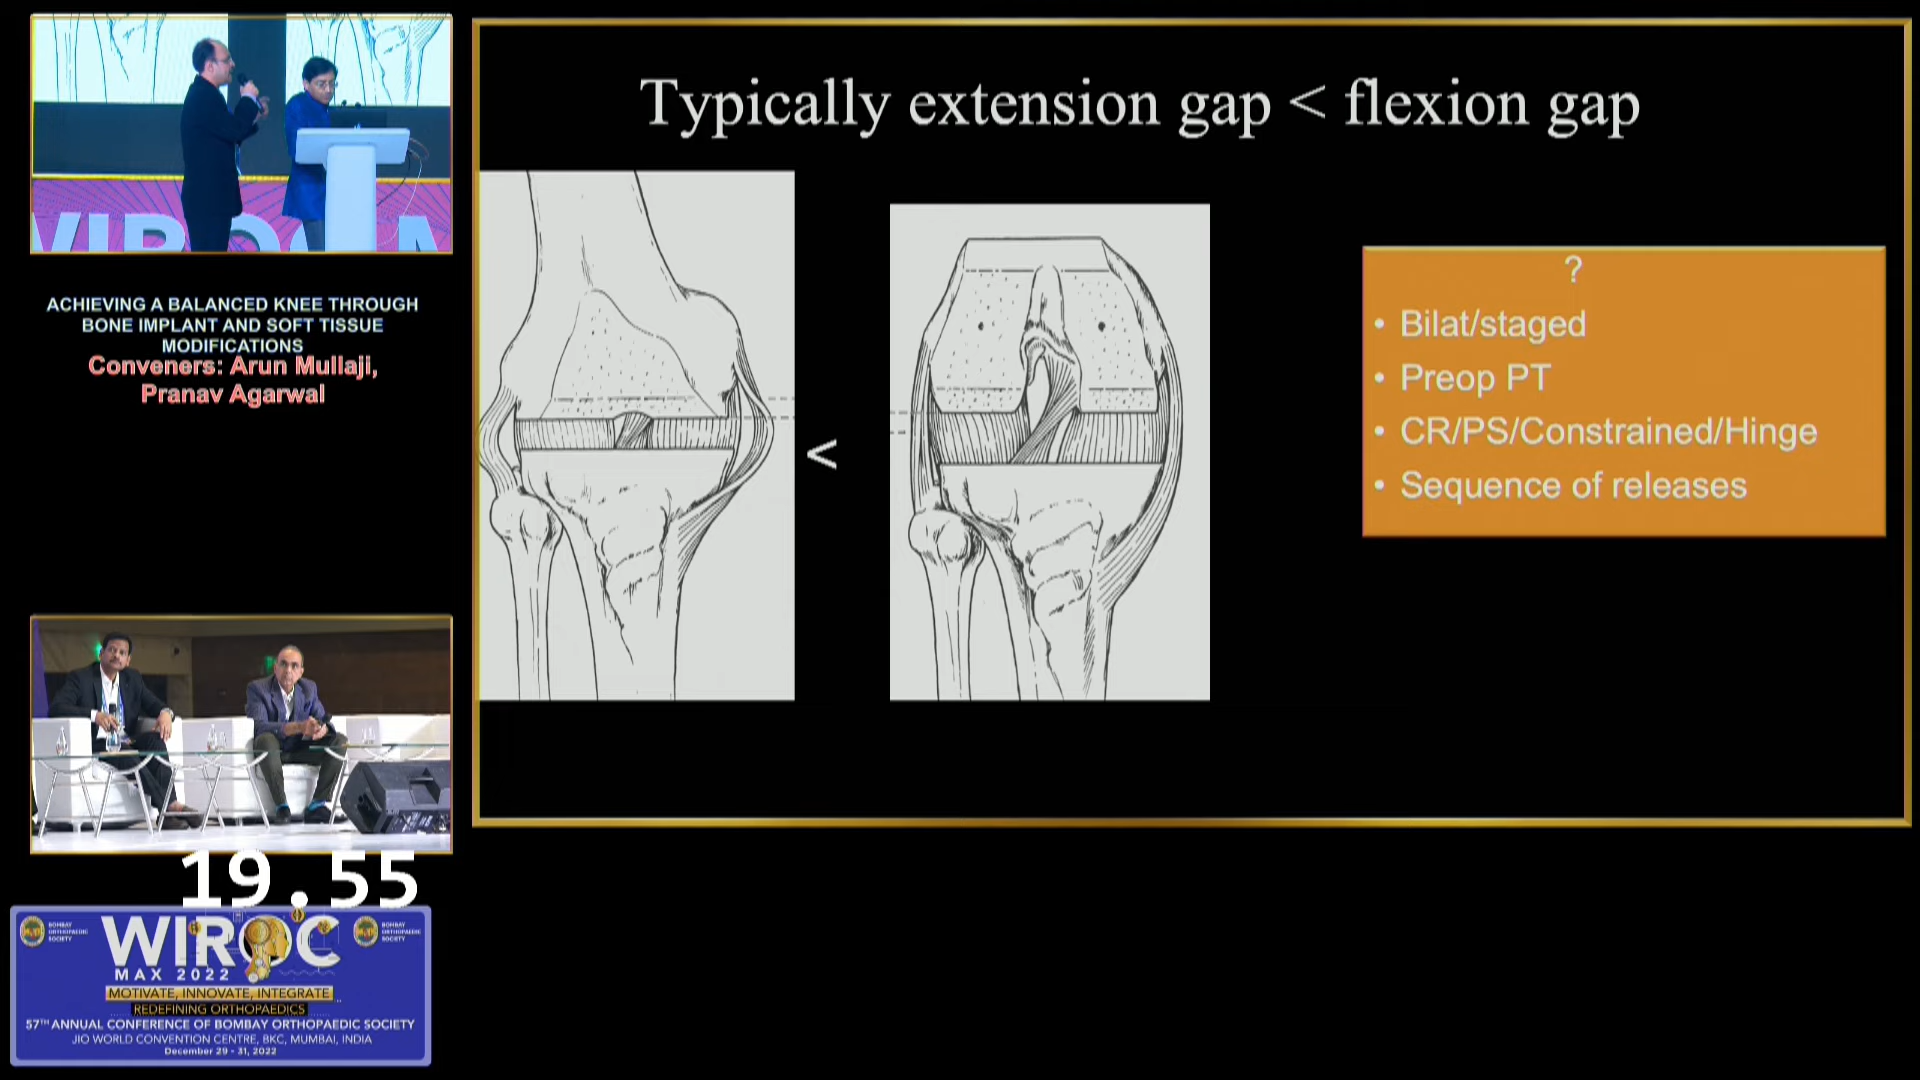 Typically extension gap < flexion gap
<
?
• Bilat/staged
• Preop PT
• CR/PS/Constrained/Hinge
• Sequence of releases
ACHIEVING A BALANCED KNEE THROUGH
BONE IMPLANT AND SOFT TISSUE
MODIFICATIONS
Conveners: Arun Mullaji,
Pranav Agarwal
19.55
BOMBAY
ORTHOPAEDIC
SOCIETY
WIROC
BOMBAY
ORTHOPAEDIC
SOCIETY
MAX 2022
MOTIVATE, INNOVATE, INTEGRATE
REDEFINING ORTHOPAEDICS
57TH ANNUAL CONFERENCE OF BOMBAY ORTHOPAEDIC SOCIETY
JIO WORLD CONVENTION CENTRE, BKC, MUMBAI, INDIA
December 29 - 31, 2022